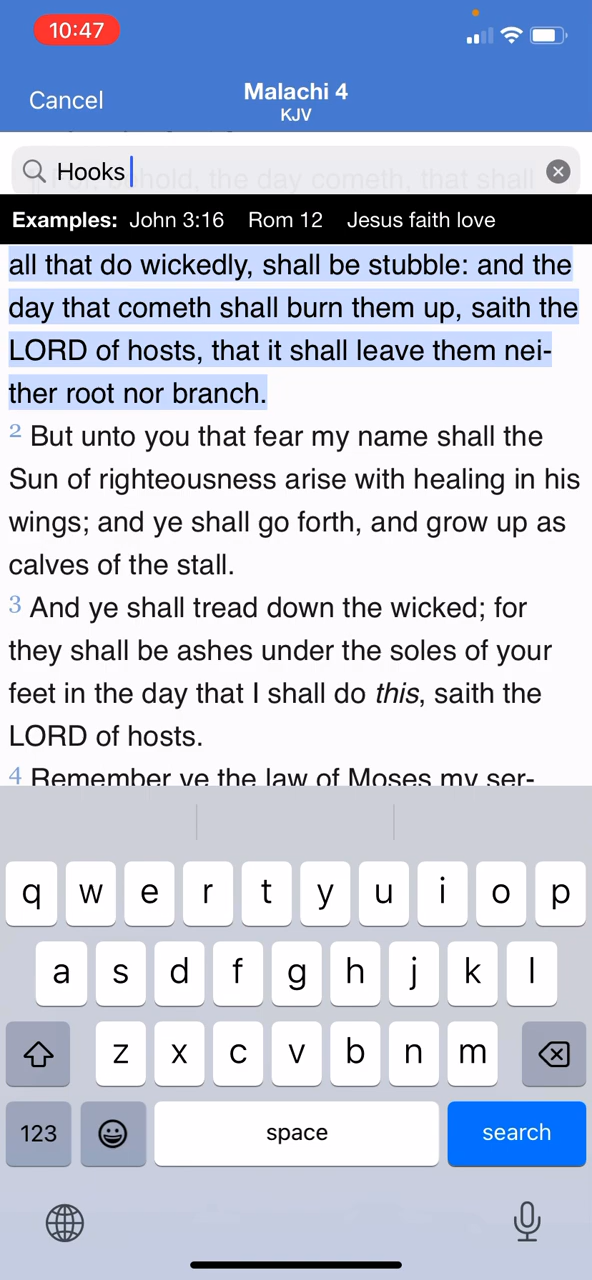 10:47
Cancel
Malachi 4
KJV
Hooks
hold, the day cometh, that shall
Examples: John 3:16 Rom 12 Jesus faith love
all that do wickedly, shall be stubble: and the
day that cometh shall burn them up, saith the
LORD of hosts, that it shall leave them nei-
ther root nor branch.
2 But unto you that fear my name shall the
Sun of righteousness arise with healing in his
wings; and ye shall go forth, and grow up as
calves of the stall.
3 And ye shall tread down the wicked; for
they shall be ashes under the soles of your
feet in the day that I shall do this, saith the
LORD of hosts.
4 Remember ye the law of Moses my ser-
q w e r t y u i o p
a s d f g h j k l
z x c v b n m
123 space search